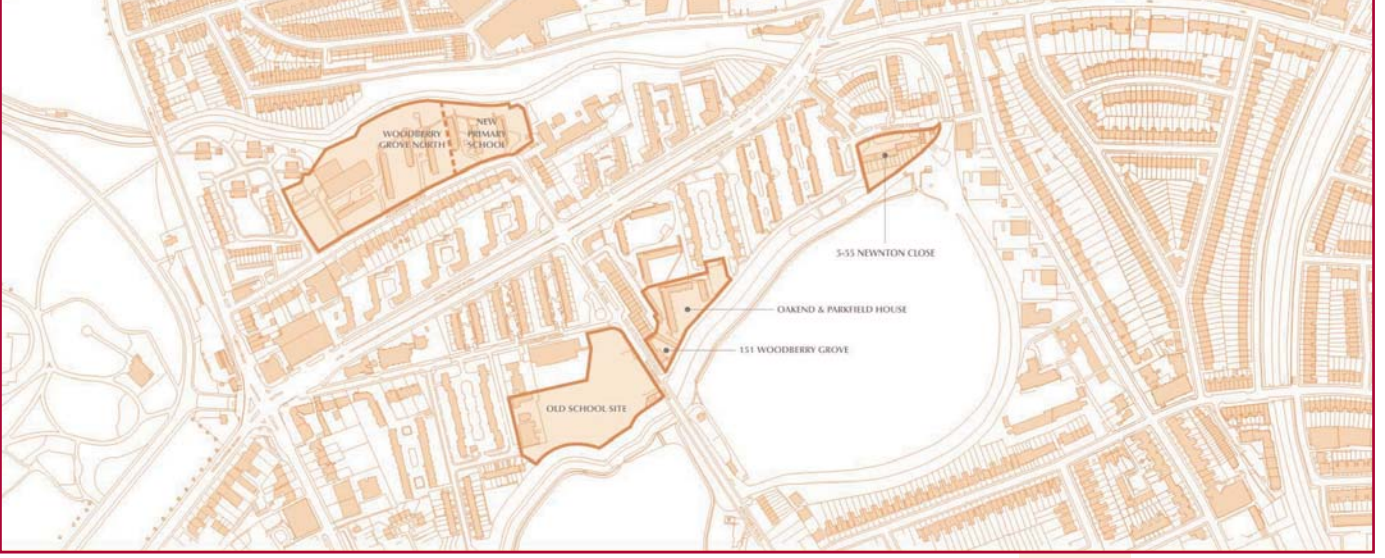 WOODBERRY
GROVE NORTH
NEW
PRIMARY
SCHOOL
5-55 NEWNTON CLOSE
OAKEND & PARKFIELD HOUSE
151 WOODBERRY GROVE
OLD SCHOOL SITE